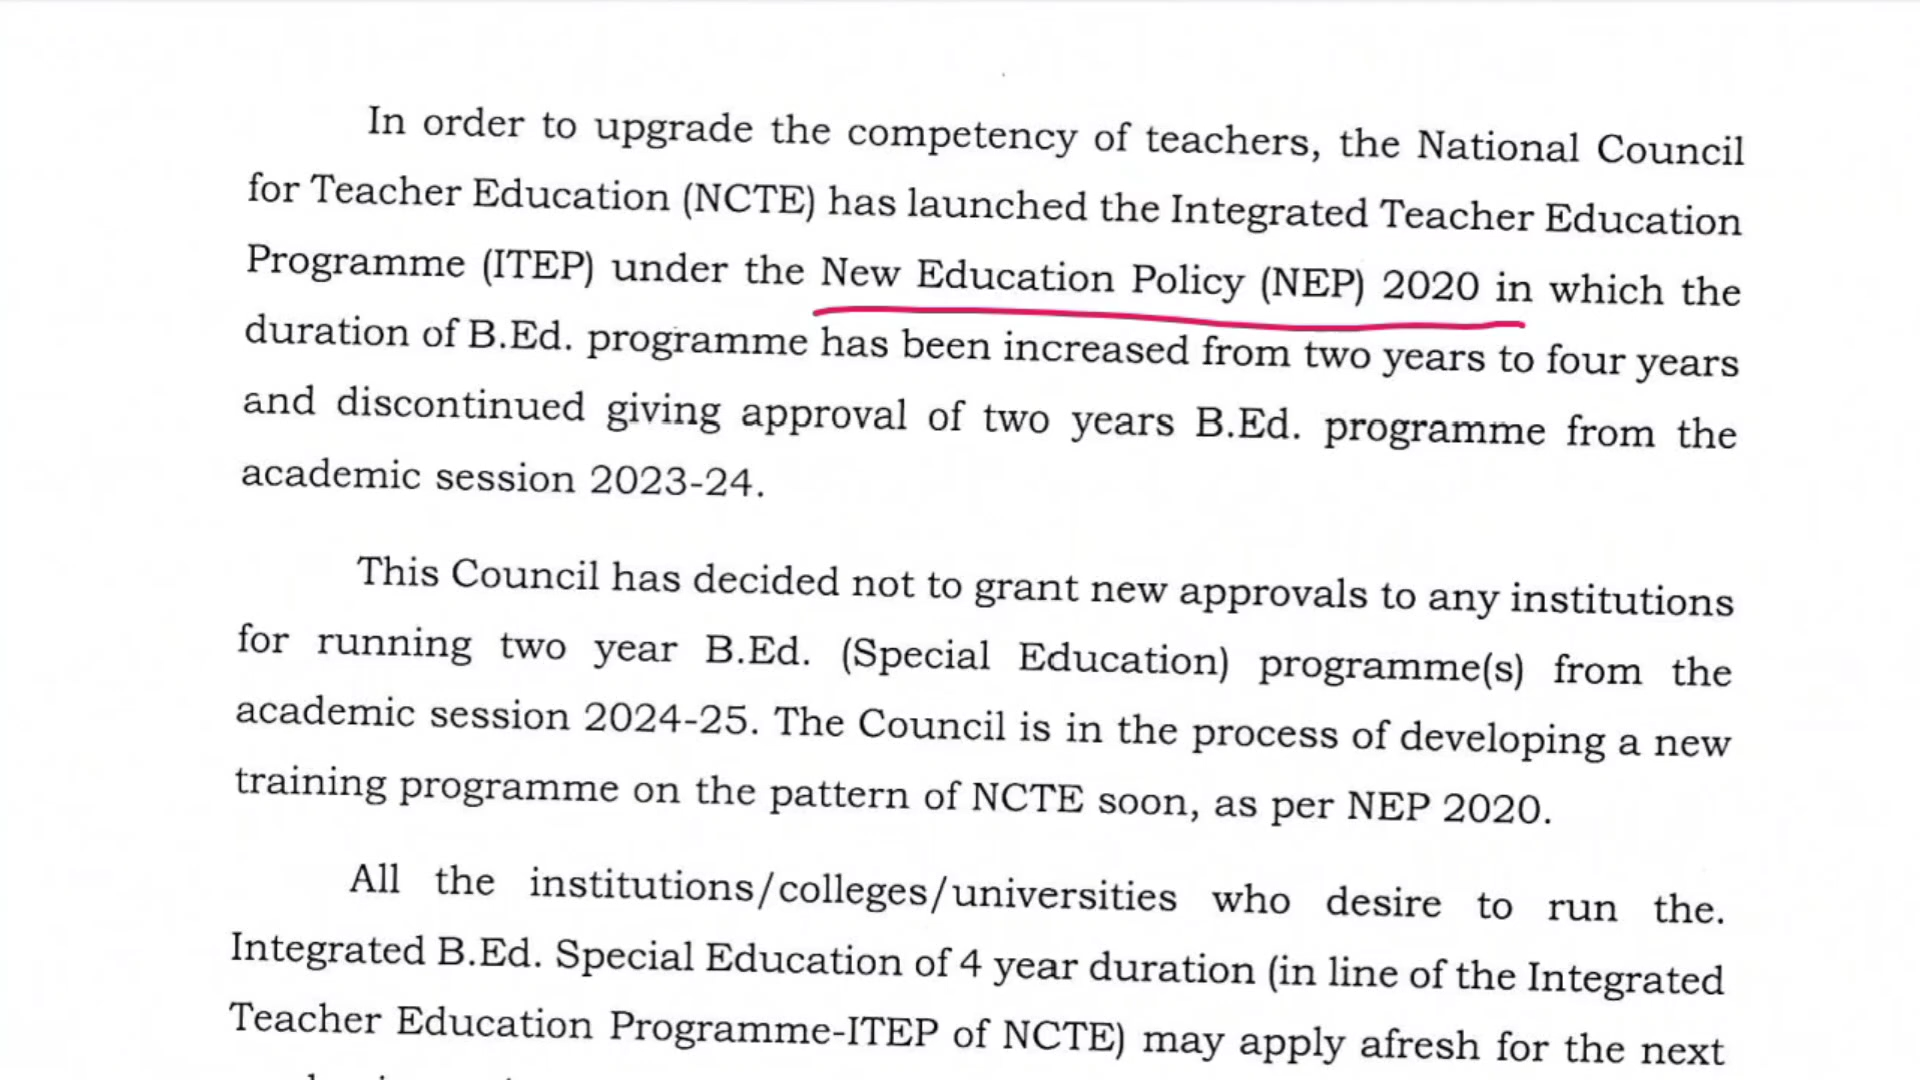 In order to upgrade the competency of teachers, the National Council
for Teacher Education (NCTE) has launched the Integrated Teacher Education
Programme (ITEP) under the New Education Policy (NEP) 2020 in which the
duration of B.Ed. programme has been increased from two years to four years
and discontinued giving approval of two years B.Ed. programme from the
academic session 2023-24.
This Council has decided not to grant new approvals to any institutions
for running two year B.Ed. (Special Education) programme(s) from the
academic session 2024-25. The Council is in the process of developing a new
training programme on the pattern of NCTE soon, as per NEP 2020.
All the institutions/colleges/universities who desire to run the.
Integrated B.Ed. Special Education of 4 year duration (in line of the Integrated
Teacher Education Programme-ITEP of NCTE) may apply afresh for the next